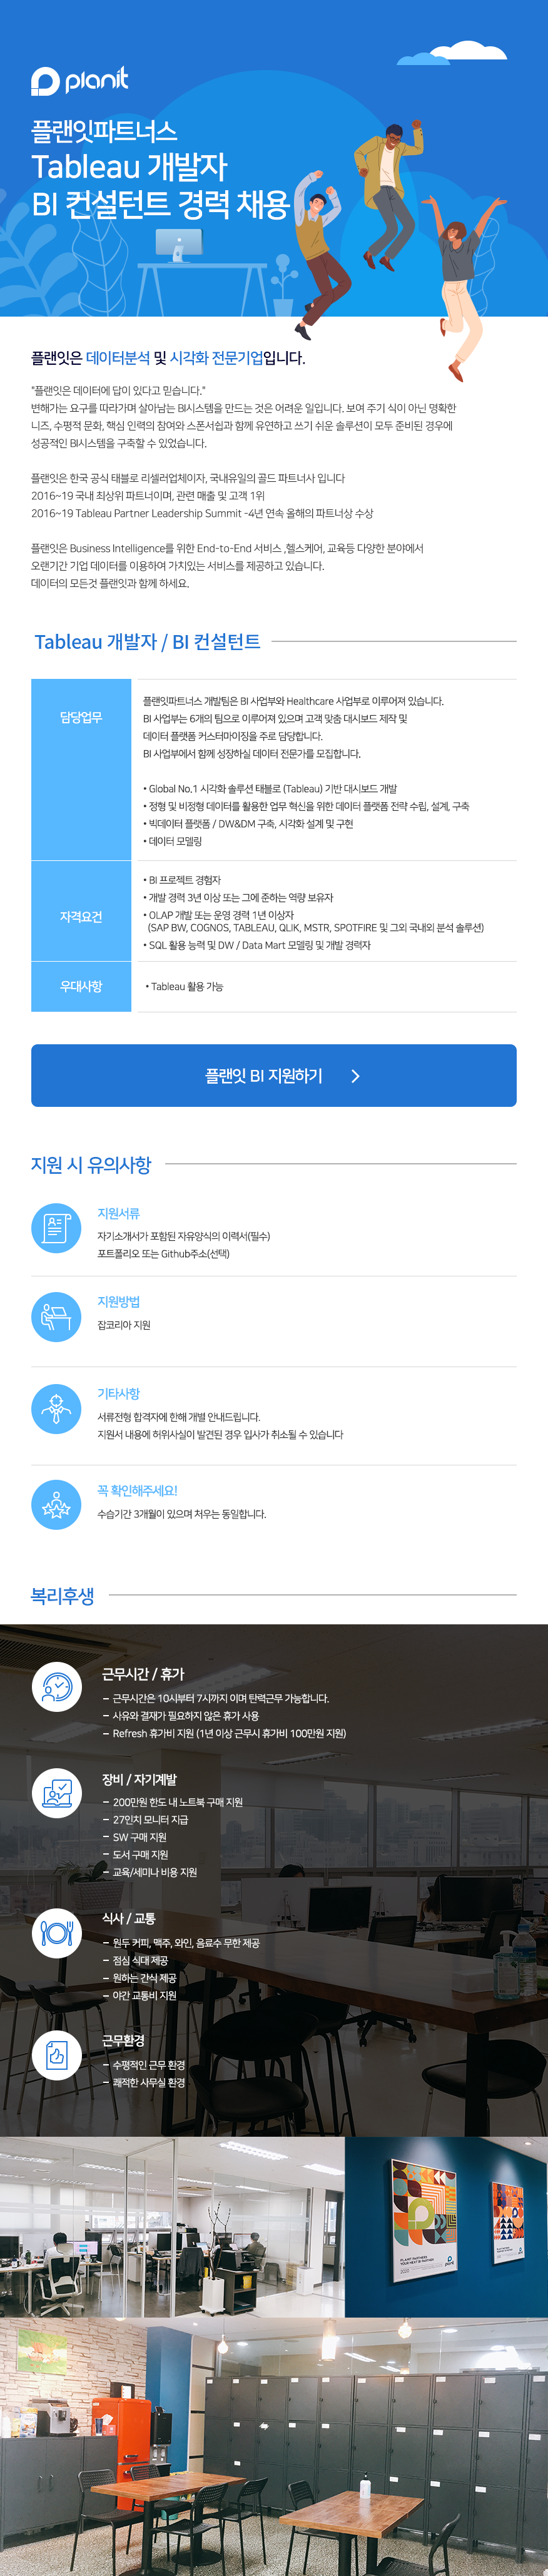 planit
플랜잇파트너스
Tableau 개발자
BI 컨설턴트 경력 채용
플랜잇은 데이터분석 및 시각화 전문기업입니다.
"플랜잇은 데이터에 답이 있다고 믿습니다."
변해가는 요구를 따라가며 살아남는 BI시스템을 만드는 것은 어려운 일입니다. 보여 주기 식이 아닌 명확한
니즈, 수평적 문화, 핵심 인력의 참여와 스폰서쉽과 함께 유연하고 쓰기 쉬운 솔루션이 모두 준비된 경우에
성공적인 BI시스템을 구축할 수 있었습니다.
플랜잇은 한국 공식 태블로 리셀러업체이자, 국내유일의 골드 파트너사 입니다
2016~19 국내 최상위 파트너이며, 관련 매출 및 고객 1위
2016~19 Tableau Partner Leadership Summit -4년 연속 올해의 파트너상 수상
플랜잇은 Business Intelligence를 위한 End-to-End 서비스 ,헬스케어, 교육등 다양한 분야에서
오랜기간 기업 데이터를 이용하여 가치있는 서비스를 제공하고 있습니다.
데이터의 모든것 플랜잇과 함께 하세요.
Tableau 개발자 / BI 컨설턴트
담당업무
플랜잇파트너스 개발팀은 BI 사업부와 Healthcare 사업부로 이루어져 있습니다.
BI 사업부는 6개의 팀으로 이루어져 있으며 고객 맞춤 대시보드 제작 및
데이터 플랫폼 커스터마이징을 주로 담당합니다.
BI 사업부에서 함께 성장하실 데이터 전문가를 모집합니다.
• Global No.1 시각화 솔루션 태블로 (Tableau) 기반 대시보드 개발
• 정형 및 비정형 데이터를 활용한 업무 혁신을 위한 데이터 플랫폼 전략 수립, 설계, 구축
• 빅데이터 플랫폼 / DW&DM 구축, 시각화 설계 및 구현
• 데이터 모델링
자격요건
• BI 프로젝트 경험자
• 개발 경력 3년 이상 또는 그에 준하는 역량 보유자
• OLAP 개발 또는 운영 경력 1년 이상자
(SAP BW, COGNOS, TABLEAU, QLIK, MSTR, SPOTFIRE 및 그외 국내외 분석 솔루션)
• SQL 활용 능력 및 DW / Data Mart 모델링 및 개발 경력자
우대사항
• Tableau 활용 가능
플랜잇 BI 지원하기 >
지원 시 유의사항
지원서류
자기소개서가 포함된 자유양식의 이력서(필수)
포트폴리오 또는 Github주소(선택)
지원방법
잡코리아 지원
기타사항
서류전형 합격자에 한해 개별 안내드립니다.
지원서 내용에 허위사실이 발견된 경우 입사가 취소될 수 있습니다
꼭 확인해주세요!
수습기간 3개월이 있으며 처우는 동일합니다.
복리후생
근무시간 / 휴가
– 근무시간은 10시부터 7시까지 이며 탄력근무 가능합니다.
– 사유와 결재가 필요하지 않은 휴가 사용
– Refresh 휴가비 지원 (1년 이상 근무시 휴가비 100만원 지원)
장비 / 자기계발
– 200만원 한도 내 노트북 구매 지원
– 27인치 모니터 지급
– SW 구매 지원
– 도서 구매 지원
– 교육/세미나 비용 지원
식사 / 교통
– 원두 커피, 맥주, 와인, 음료수 무한 제공
– 점심 식대 제공
– 원하는 간식 제공
– 야간 교통비 지원
근무환경
– 수평적인 근무 환경
– 쾌적한 사무실 환경
PLANIT PARTNERS
YOUR NEXT BI PARTNER
2020
planit